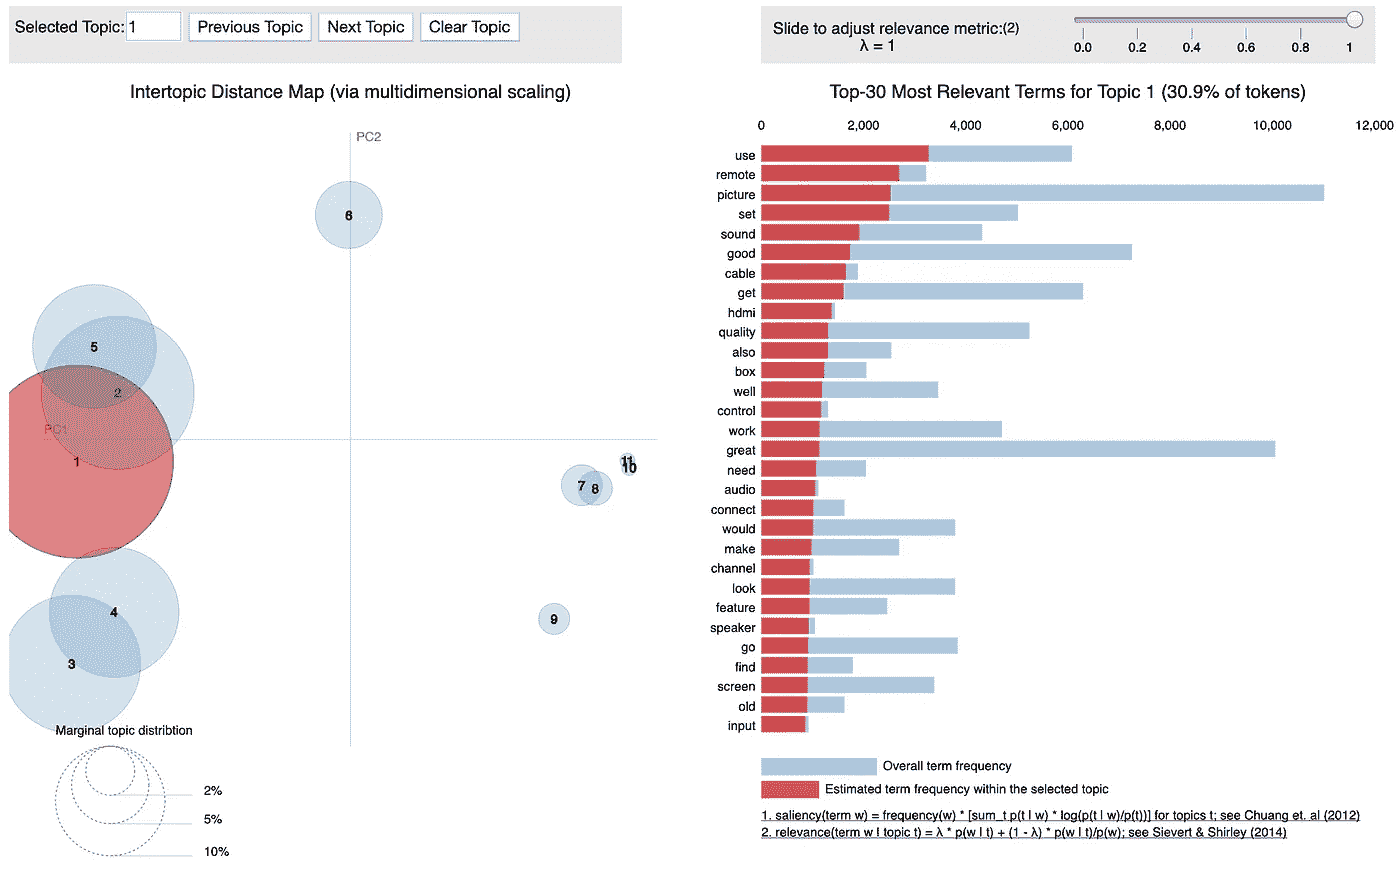 Selected Topic: 1 Previous Topic Next Topic Clear Topic
Slide to adjust relevance metric:(2)
λ = 1
0.0 0.2 0.4 0.6 0.8 1
Intertopic Distance Map (via multidimensional scaling)
PC2
6
5
2
PC1
1
11
10
7
8
4
9
3
Marginal topic distribtion
2%
5%
10%
Top-30 Most Relevant Terms for Topic 1 (30.9% of tokens)
0 2,000 4,000 6,000 8,000 10,000 12,000
use
remote
picture
set
sound
good
cable
get
hdmi
quality
also
box
well
control
work
great
need
audio
connect
would
make
channel
look
feature
speaker
go
find
screen
old
input
Overall term frequency
Estimated term frequency within the selected topic
1. saliency(term w) = frequency(w) * [sum_t p(t | w) * log(p(t | w)/p(t))] for topics t; see Chuang et. al (2012)
2. relevance(term w | topic t) = λ * p(w | t) + (1 - λ) * p(w | t)/p(w); see Sievert & Shirley (2014)